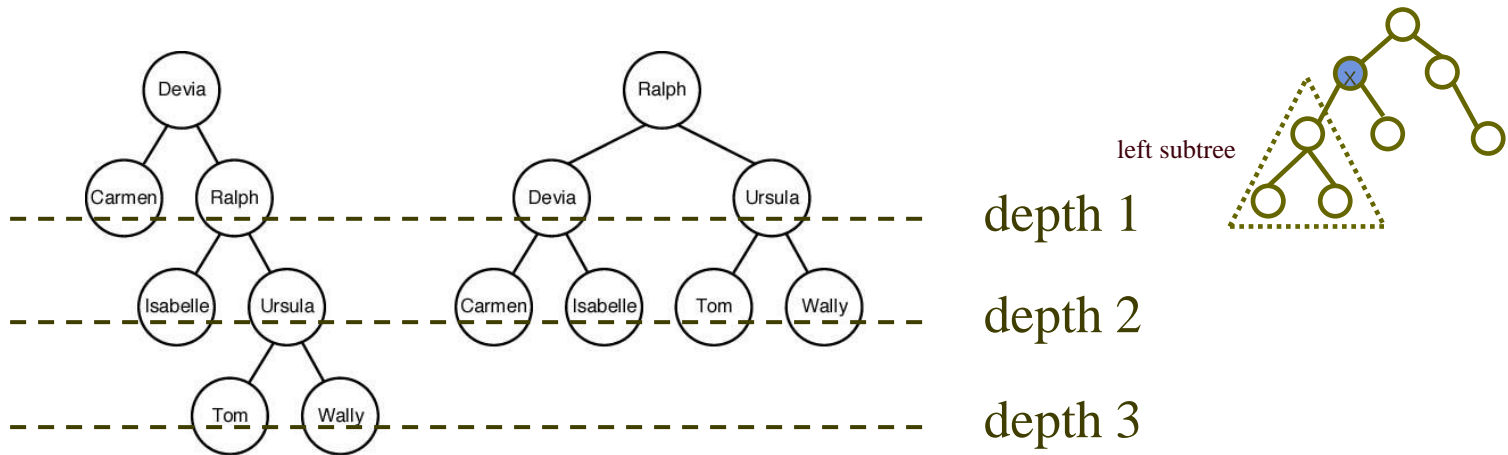 Devia
Ralph
X
left subtree
Carmen
Ralph
Devia
Ursula
depth 1
Isabelle
Ursula
Carmen
Isabelle
Tom
Wally
depth 2
Tom
Wally
depth 3